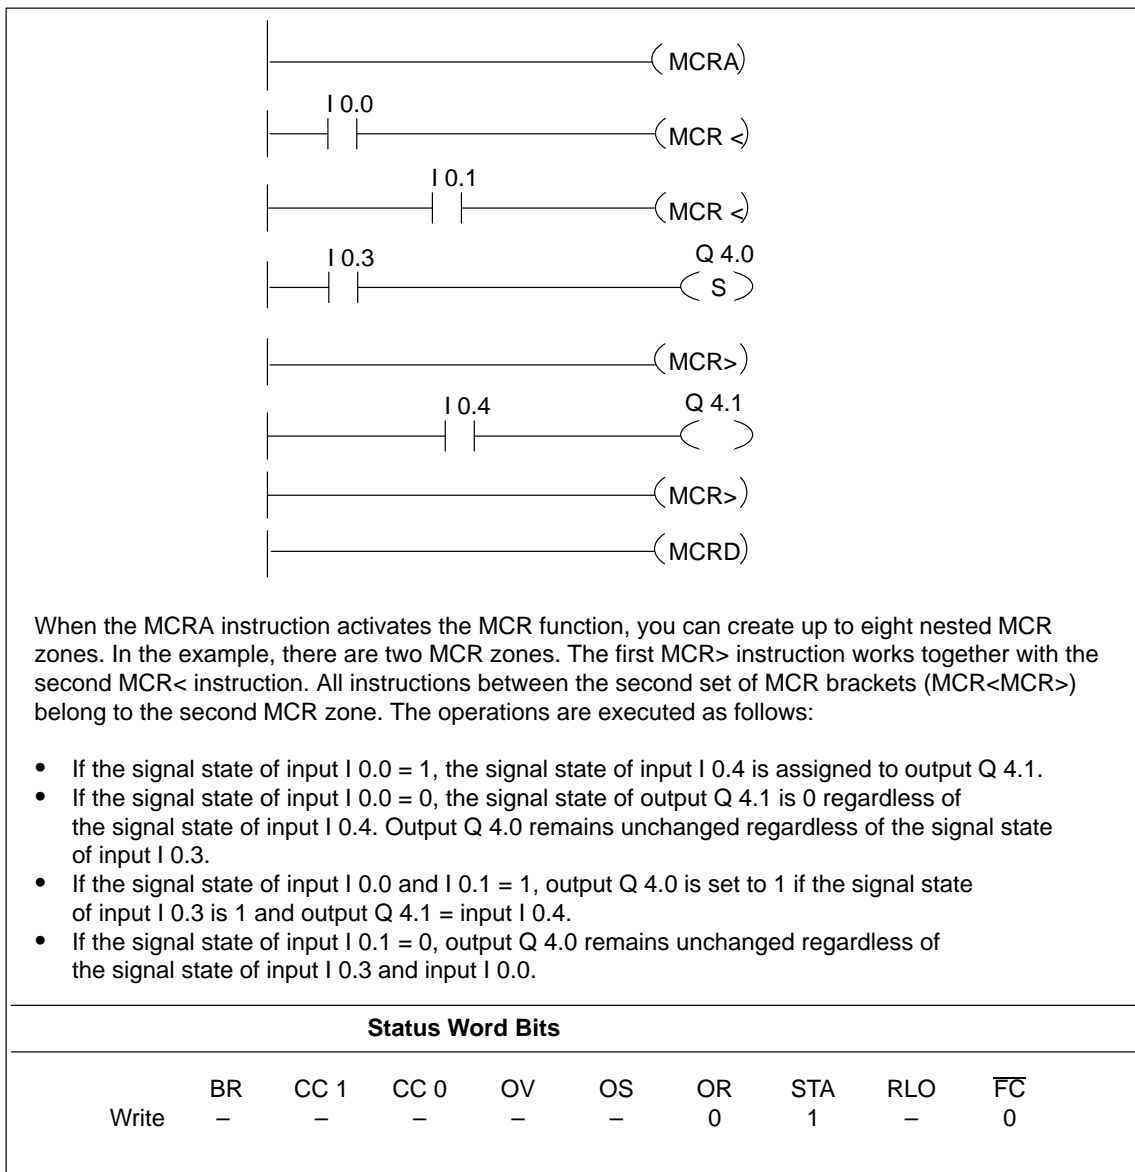 ( MCRA)
I 0.0
(MCR <)
I 0.1
(MCR <)
I 0.3 Q 4.0
( S )
(MCR>)
I 0.4 Q 4.1
( )
(MCR>)
(MCRD)
When the MCRA instruction activates the MCR function, you can create up to eight nested MCR
zones. In the example, there are two MCR zones. The first MCR> instruction works together with the
second MCR< instruction. All instructions between the second set of MCR brackets (MCR<MCR>)
belong to the second MCR zone. The operations are executed as follows:
• If the signal state of input I 0.0 = 1, the signal state of input I 0.4 is assigned to output Q 4.1.
• If the signal state of input I 0.0 = 0, the signal state of output Q 4.1 is 0 regardless of
the signal state of input I 0.4. Output Q 4.0 remains unchanged regardless of the signal state
of input I 0.3.
• If the signal state of input I 0.0 and I 0.1 = 1, output Q 4.0 is set to 1 if the signal state
of input I 0.3 is 1 and output Q 4.1 = input I 0.4.
• If the signal state of input I 0.1 = 0, output Q 4.0 remains unchanged regardless of
the signal state of input I 0.3 and input I 0.0.
Status Word Bits
BR CC 1 CC 0 OV OS OR STA RLO F̅C̅
Write – – – – – 0 1 – 0